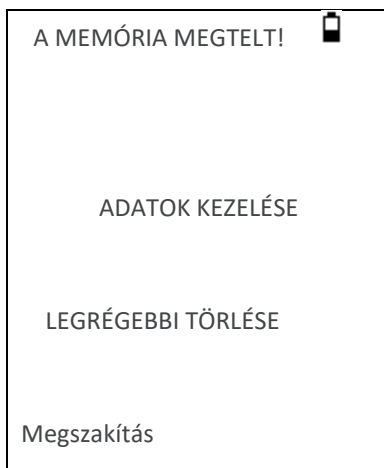 A MEMÓRIA MEGTELT!
ADATOK KEZELÉSE
LEGRÉGEBBI TÖRLÉSE
Megszakítás